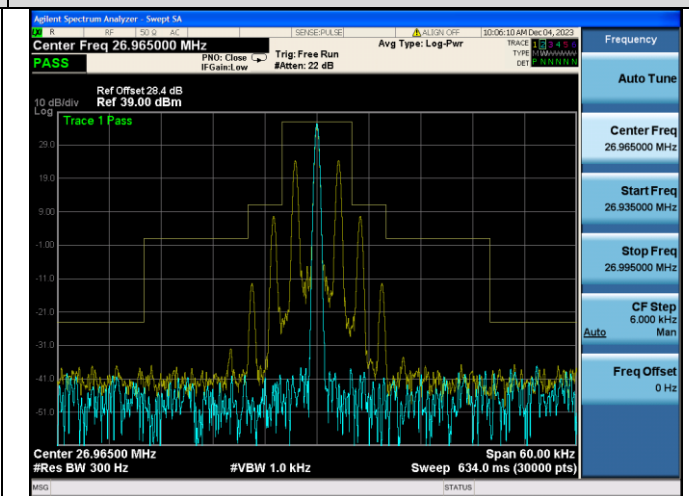 Agilent Spectrum Analyzer - Swept SA
R RF 50 Ω AC SENSE:PULSE ALIGN OFF 10:06:10 AM Dec 04, 2023
Center Freq 26.965000 MHz Avg Type: Log-Pwr TRACE 1 2 3 4 5 6
PASS PNO: Close Trig: Free Run TYPE
IFGain:Low #Atten: 22 dB DET P N N N N N
Ref Offset 28.4 dB
10 dB/div Ref 39.00 dBm
Log
Trace 1 Pass
29.0
19.0
9.00
-1.00
-11.0
-21.0
-31.0
-41.0
-51.0
Center 26.96500 MHz Span 60.00 kHz
#Res BW 300 Hz #VBW 1.0 kHz Sweep 634.0 ms (30000 pts)
MSG STATUS
Frequency
Auto Tune
Center Freq
26.965000 MHz
Start Freq
26.935000 MHz
Stop Freq
26.995000 MHz
CF Step
6.000 kHz
Auto Man
Freq Offset
0 Hz